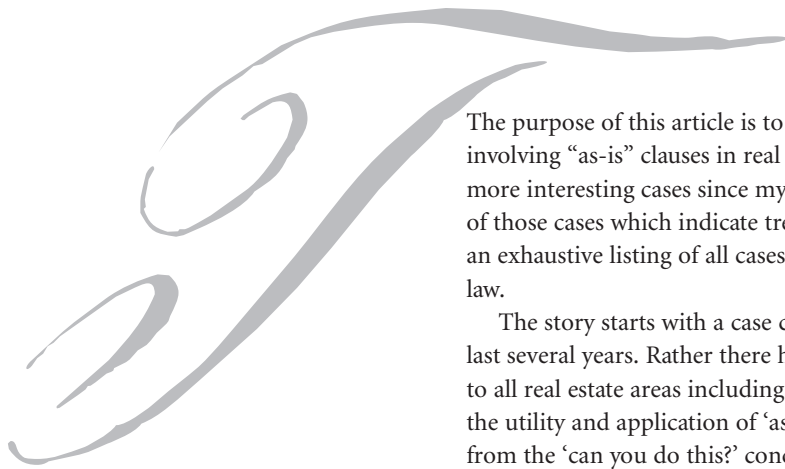 The purpose of this article is to
involving “as-is” clauses in real
more interesting cases since my
of those cases which indicate
an exhaustive listing of all cases
law.
The story starts with a case
last several years. Rather there
to all real estate areas including
the utility and application of
from the ‘can you do this?’